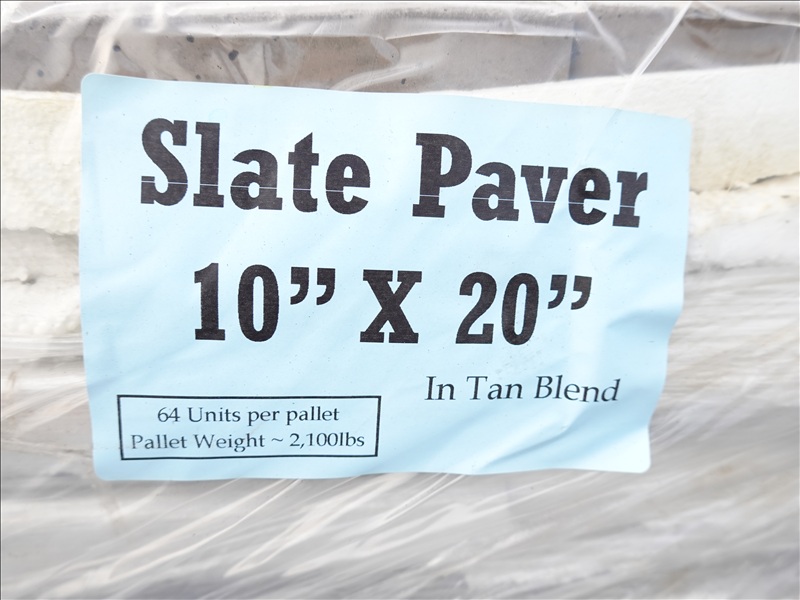 Slate Paver
10” X 20”
In Tan Blend
64 Units per pallet
Pallet Weight ~ 2,100lbs